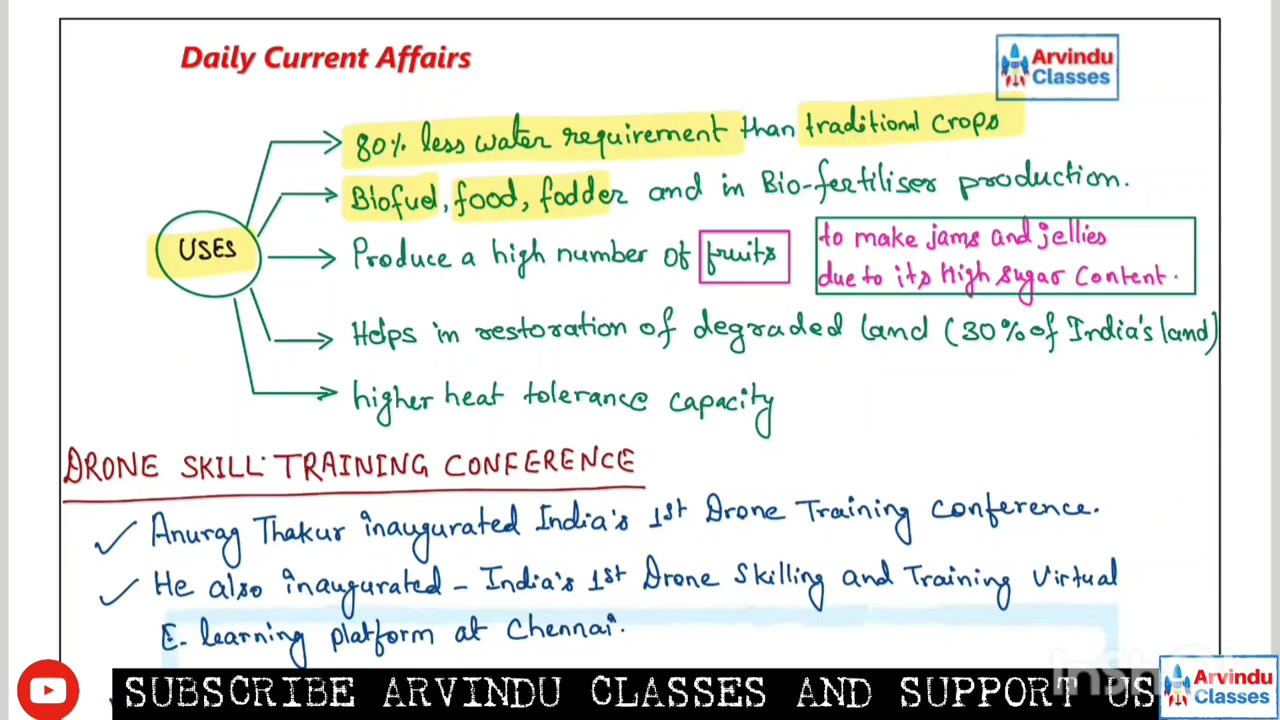 Daily Current Affairs
Arvindu
Classes
80% less water requirement than traditional crops
Biofuel, food, fodder and in Bio-fertiliser production.
USES
Produce a high number of fruits
to make jams and jellies
due to its High sugar content.
Helps in restoration of degraded land (30% of India's land)
higher heat tolerance capacity
DRONE SKILL TRAINING CONFERENCE
Anurag Thakur inaugurated India's 1st Drone Training conference.
He also inaugurated - India's 1st Drone Skilling and Training Virtual
E-learning platform at Chennai.
SUBSCRIBE ARVINDU CLASSES AND SUPPORT US
Arvindu
Classes